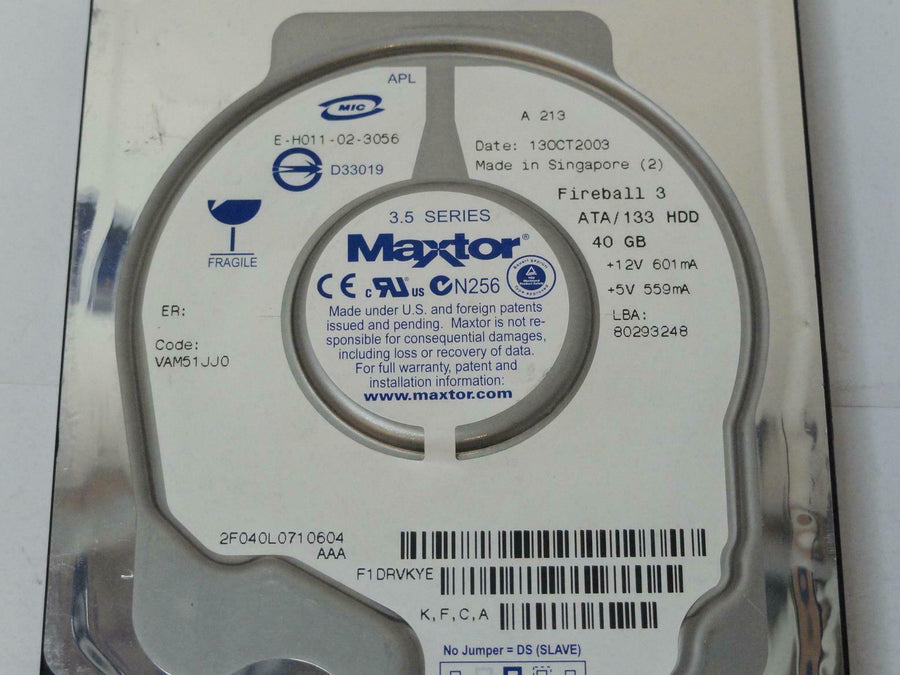 APL
MIC
E-H011-02-3056
D33019
FRAGILE
ER:
Code:
VAM51JJ0
A 213
Date: 13OCT2003
Made in Singapore (2)
Fireball 3
ATA/133 HDD
40 GB
+12V 601mA
+5V 559mA
LBA:
80293248
3.5 SERIES
Maxtor®
CE c RU us N256
Made under U.S. and foreign patents
issued and pending. Maxtor is not re-
sponsible for consequential damages,
including loss or recovery of data.
For full warranty, patent and
installation information:
www.maxtor.com
2F040L0710604
AAA
F1DRVKYE
K,F,C,A
No Jumper = DS (SLAVE)